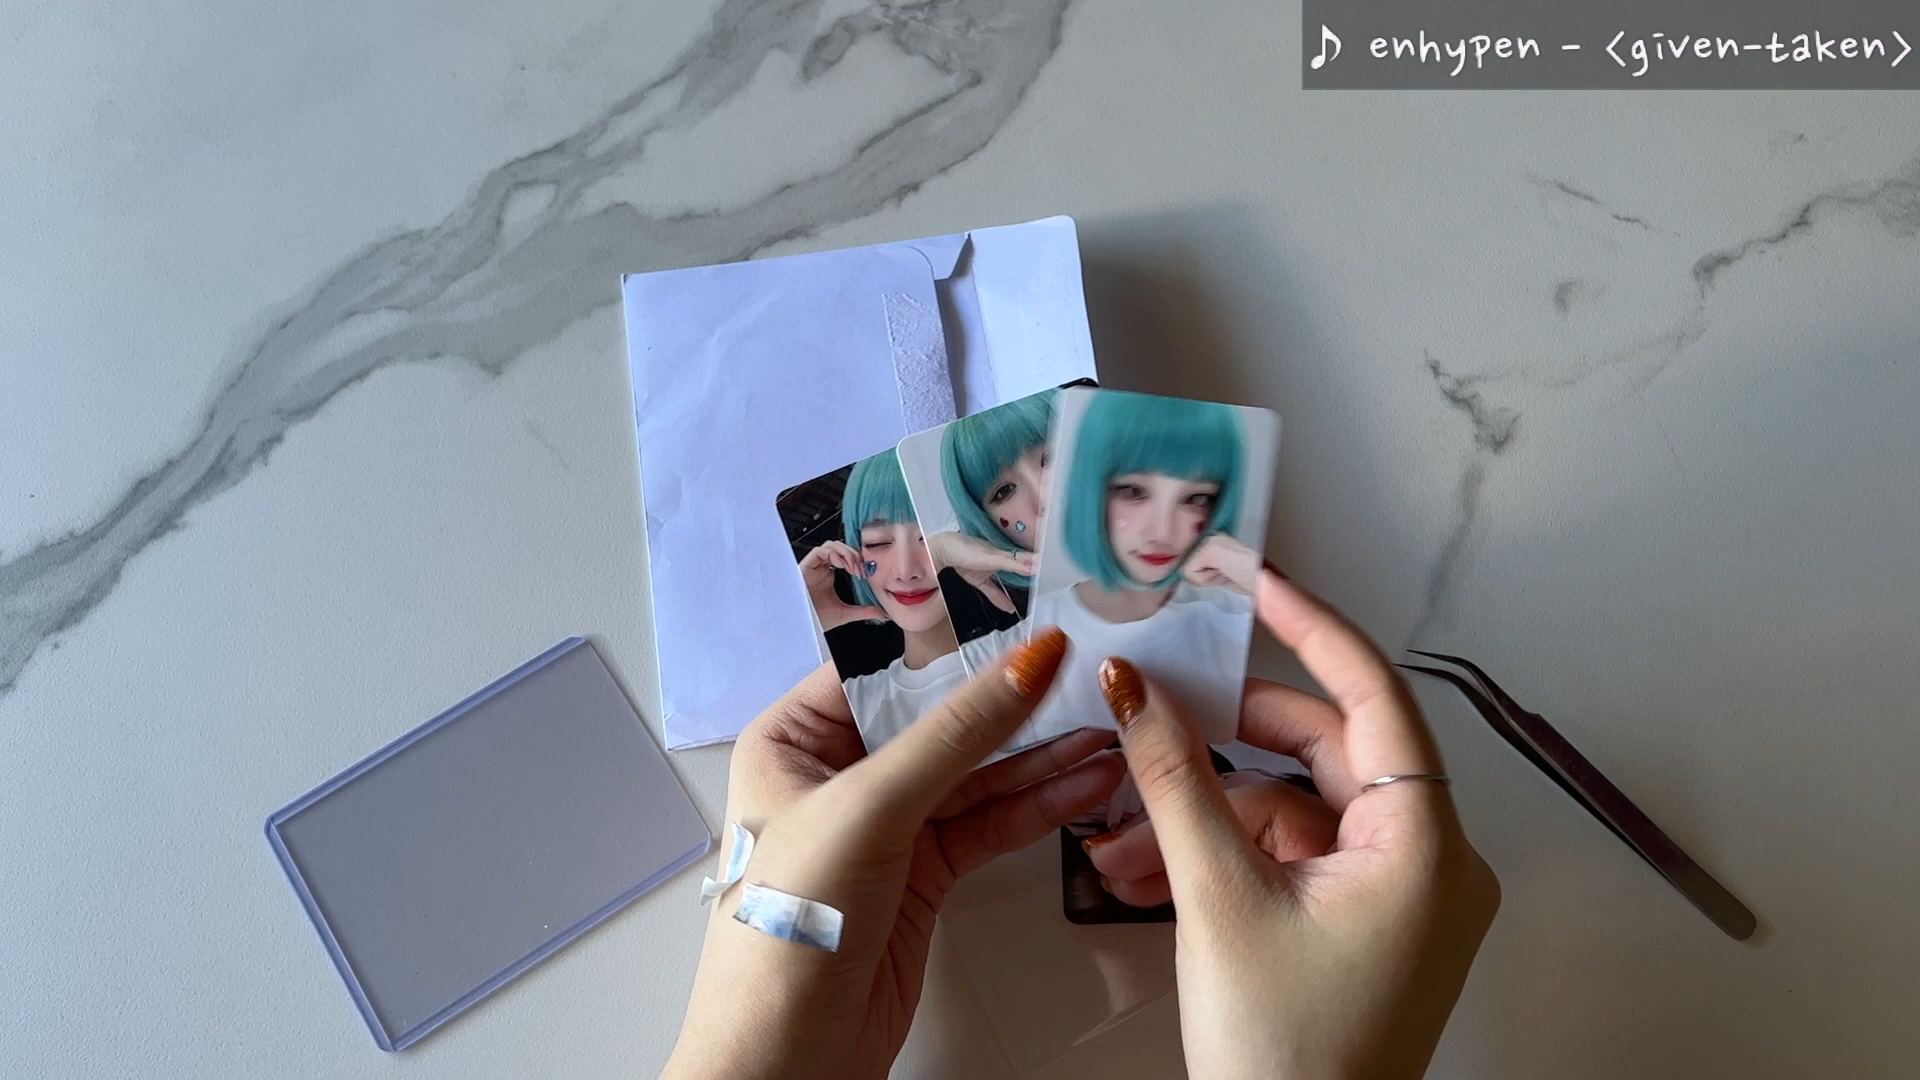 ♪ enhypen - <given-taken>